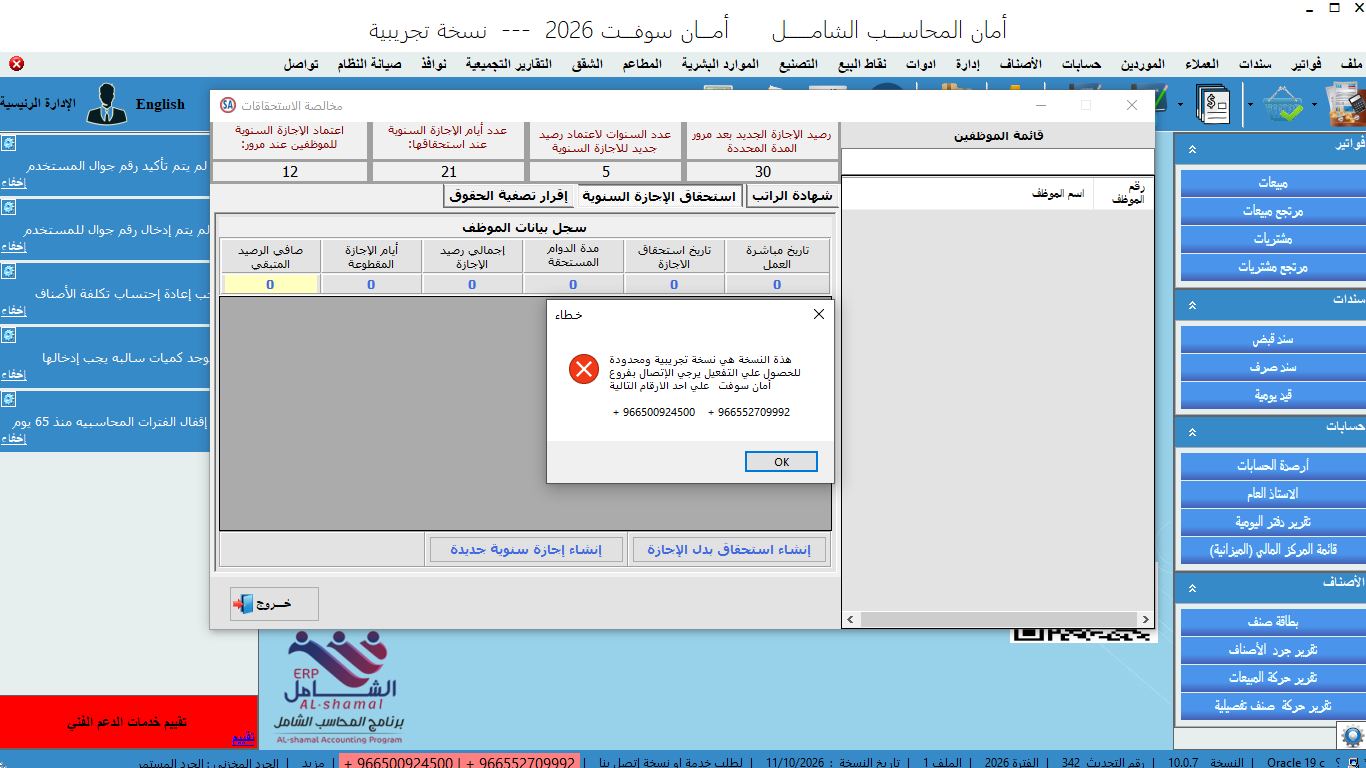 أمان المحاســب الشامــــل أمــان سوفــت 2026 --- نسخة تجريبية
ملف فواتير سندات العملاء الموردين حسابات الأصناف إدارة ادوات نقاط البيع التصنيع الموارد البشرية المطاعم الشقق التقارير التجميعية نوافذ صيانة النظام تواصل
الإدارة الرئيسية
English
لم يتم تأكيد رقم جوال المستخدم
إخفاء
لم يتم إدخال رقم جوال للمستخدم
إخفاء
إعادة إحتساب تكلفة الأصناف
إخفاء
كميات سالبه يجب إدخالها
إخفاء
إقفال الفترات المحاسبيه منذ 65 يوم
إخفاء
مخالصة الاستحقاقات
قائمة الموظفين
رقم الموظف
اسم الموظف
رصيد الإجازة الجديد بعد مرور المدة المحددة
30
عدد السنوات لاعتماد رصيد جديد للاجازة السنوية
5
عدد أيام الإجازة السنوية عند استحقاقها:
21
اعتماد الإجازة السنوية للموظفين عند مرور:
12
شهادة الراتب
استحقاق الإجازة السنوية
إقرار تصفية الحقوق
سجل بيانات الموظف
تاريخ مباشرة العمل
تاريخ استحقاق الاجازة
مدة الدوام المستحقة
إجمالي رصيد الإجازة
أيام الإجازة المقطوعة
صافي الرصيد المتبقي
0 0 0 0 0 0
خطاء
هذة النسخة هي نسخة تجريبية ومحدودة
للحصول علي التفعيل يرجي الإتصال بفروع
أمان سوفت علي احد الارقام التالية
+ 966500924500 + 966552709992
OK
إنشاء استحقاق بدل الإجازة
إنشاء إجازة سنوية جديدة
خــروج
فواتير
مبيعات
مرتجع مبيعات
مشتريات
مرتجع مشتريات
سندات
سند قبض
سند صرف
قيد يومية
حسابات
أرصدة الحسابات
الاستاذ العام
تقرير دفتر اليومية
قائمة المركز المالي (الميزانية)
الأصناف
بطاقة صنف
تقرير جرد الأصناف
تقرير حركة المبيعات
تقرير حركة صنف تفصيلية
ERP
الشامل
AL-shamal
برنامج المحاسب الشامل
AL-shamal Accounting Program
تقييم خدمات الدعم الفني
تقييم
Oracle 19 c | النسخة 10.0.7 | رقم التحديث 342 | الفترة 2026 | الملف 1 | تاريخ النسخة : 11/10/2026 | لطلب خدمة او نسخة إتصل بنا | + 966500924500 | + 966552709992 | مزيد | الجرد المخزني : الجرد المستمر